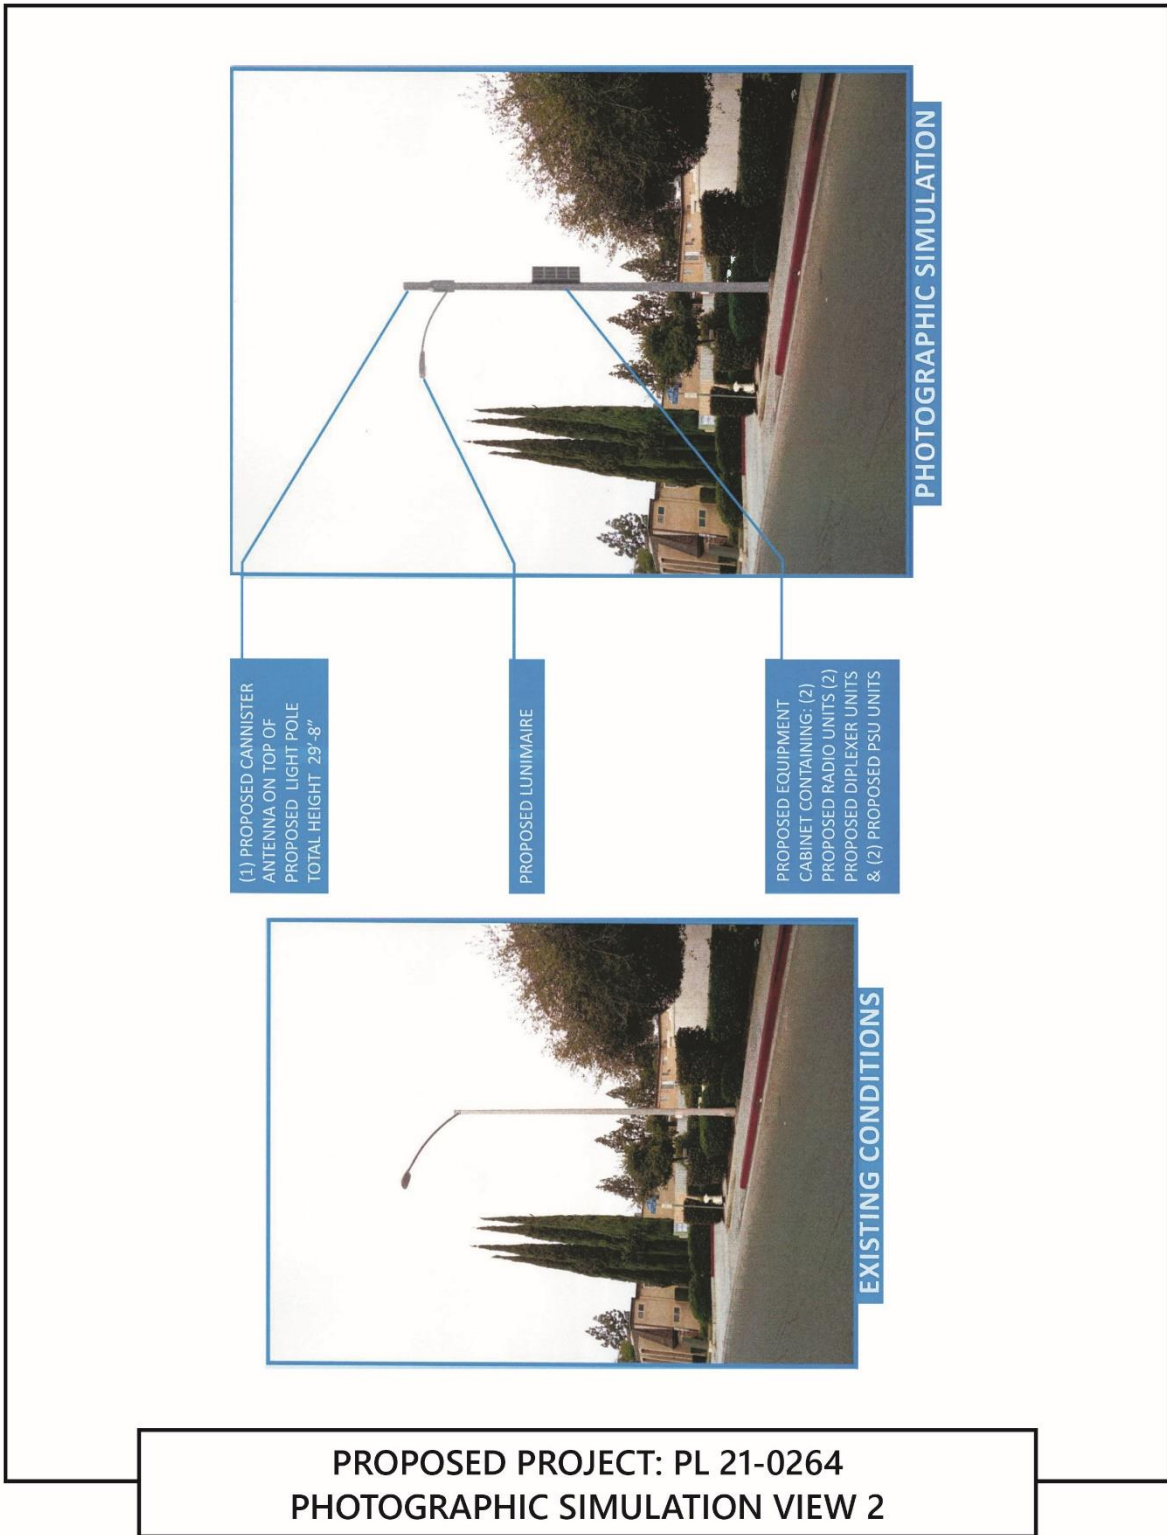 PHOTOGRAPHIC SIMULATION
(1) PROPOSED CANNISTER
ANTENNA ON TOP OF
PROPOSED LIGHT POLE
TOTAL HEIGHT 29'-8"
PROPOSED LUNIMAIRE
PROPOSED EQUIPMENT
CABINET CONTAINING: (2)
PROPOSED RADIO UNITS (2)
PROPOSED DIPLEXER UNITS
& (2) PROPOSED PSU UNITS
EXISTING CONDITIONS
PROPOSED PROJECT: PL 21-0264
PHOTOGRAPHIC SIMULATION VIEW 2